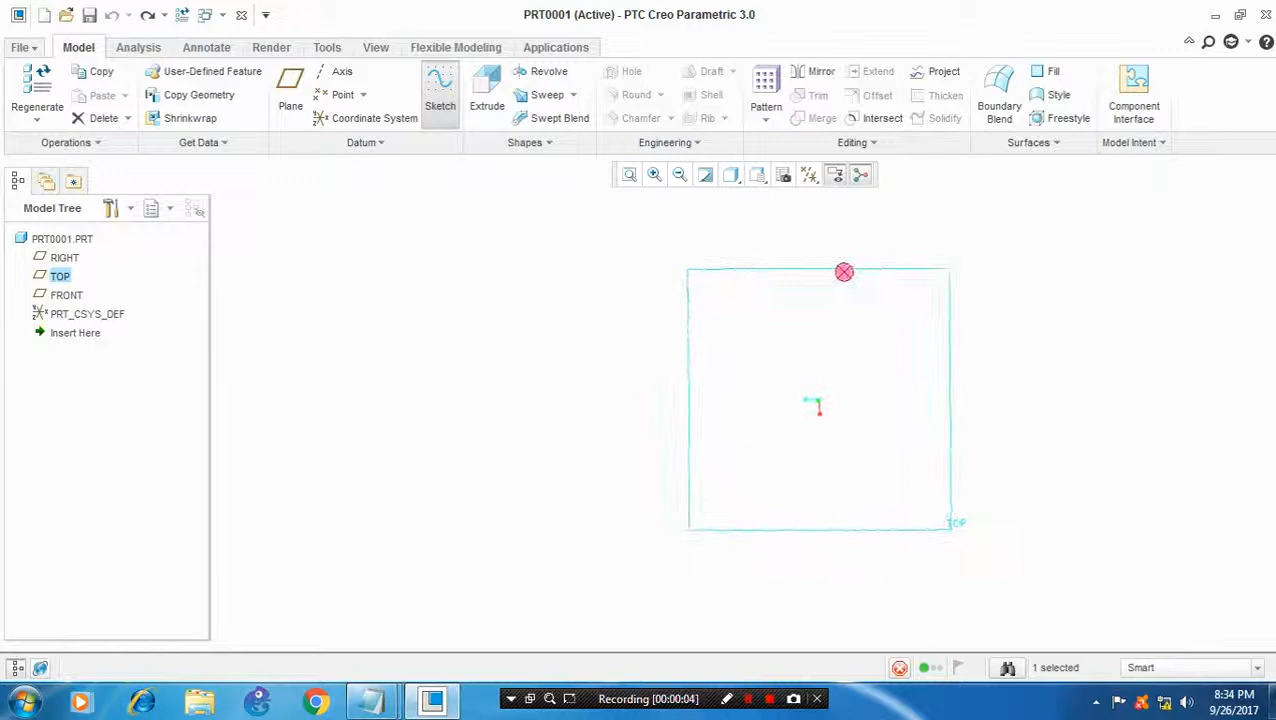 PRT0001 (Active) - PTC Creo Parametric 3.0
File Model Analysis Annotate Render Tools View Flexible Modeling Applications
Regenerate Copy Paste Delete
User-Defined Feature Copy Geometry Shrinkwrap
Plane Axis Point Coordinate System
Sketch
Extrude Revolve Sweep Swept Blend
Hole Round Chamfer Draft Shell Rib
Pattern Mirror Trim Merge Extend Offset Intersect Project Thicken Solidify
Boundary Blend Fill Style Freestyle
Component Interface
Operations Get Data Datum Shapes Engineering Editing Surfaces Model Intent
Model Tree
PRT0001.PRT
RIGHT
TOP
FRONT
PRT_CSYS_DEF
Insert Here
TOP
1 selected Smart
Recording [00:00:04]
8:34 PM
9/26/2017